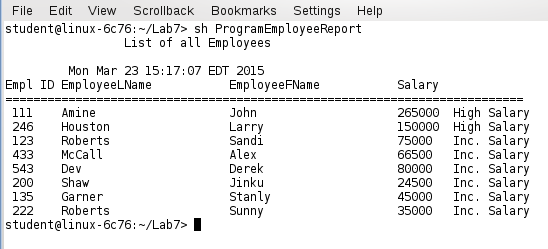 File Edit View Scrollback Bookmarks Settings Help
student@linux-6c76:~/Lab7> sh ProgramEmployeeReport
List of all Employees
Mon Mar 23 15:17:07 EDT 2015
Empl ID EmployeeLName EmployeeFName Salary
==========================================================================
111 Amine John 265000 High Salary
246 Houston Larry 150000 High Salary
123 Roberts Sandi 75000 Inc. Salary
433 McCall Alex 66500 Inc. Salary
543 Dev Derek 80000 Inc. Salary
200 Shaw Jinku 24500 Inc. Salary
135 Garner Stanly 45000 Inc. Salary
222 Roberts Sunny 35000 Inc. Salary
student@linux-6c76:~/Lab7>